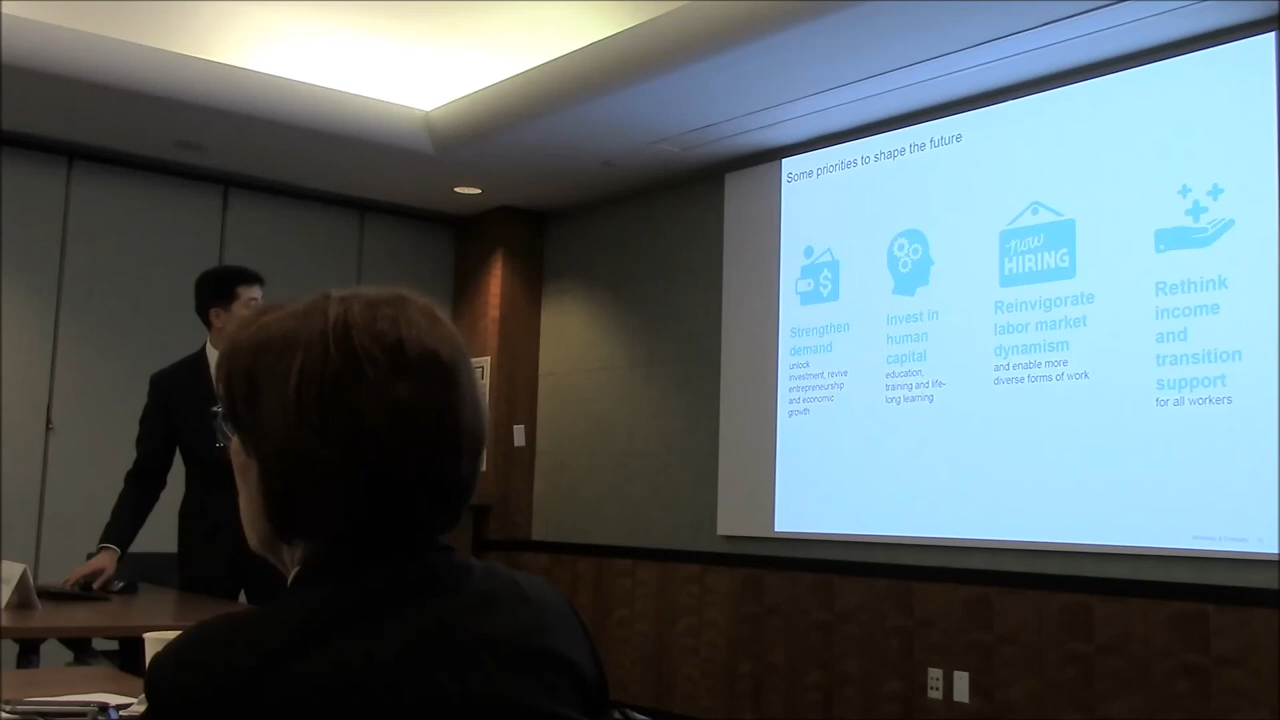 Some priorities to shape the future
$
Strengthen
demand
unlock
investment, revive
entrepreneurship
and economic
growth
Invest in
human
capital
education,
training and life-
long learning
now
HIRING
Reinvigorate
labor market
dynamism
and enable more
diverse forms of work
Rethink
income
and
transition
support
for all workers
McKinsey & Company